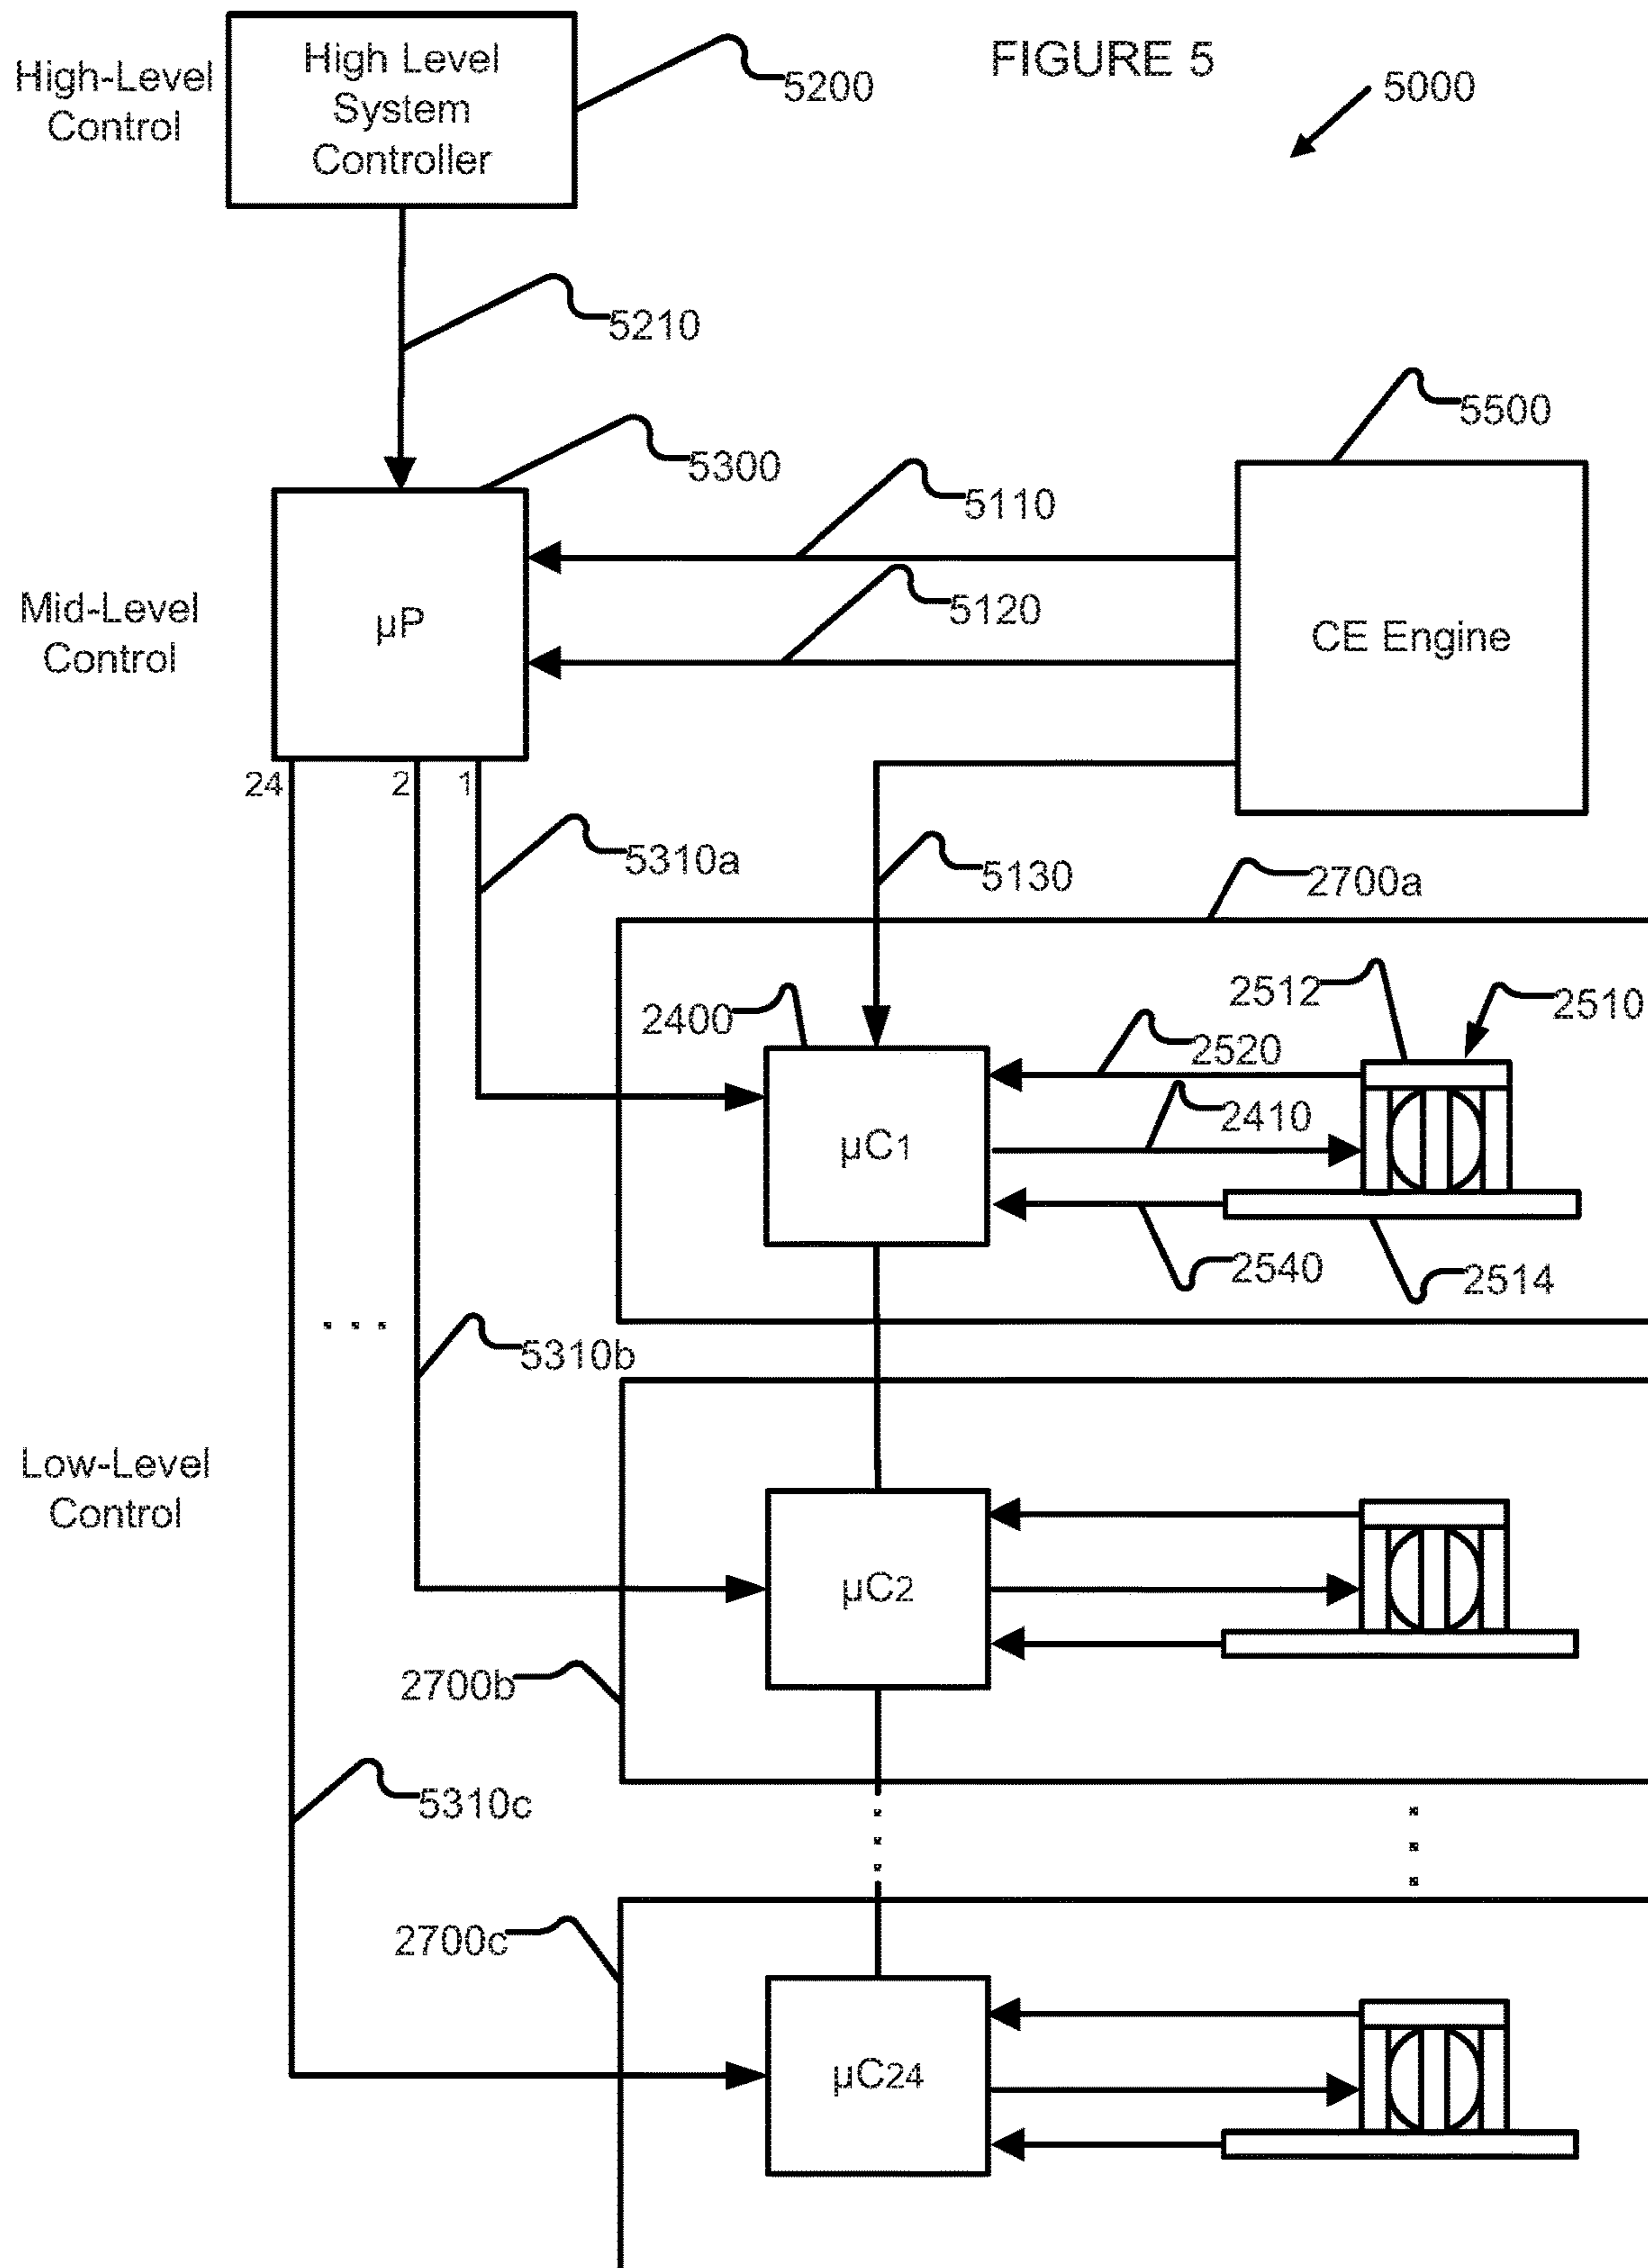 FIGURE 5
5000
High-Level
Control
High Level
System
Controller
5200
5210
5500
5300
5110
5120
Mid-Level
Control
µP
CE Engine
24
2
1
5310a
5130
2700a
2400
2512
2510
2520
2410
µC1
2540
2514
. . .
5310b
Low-Level
Control
µC2
2700b
5310c
2700c
µC24